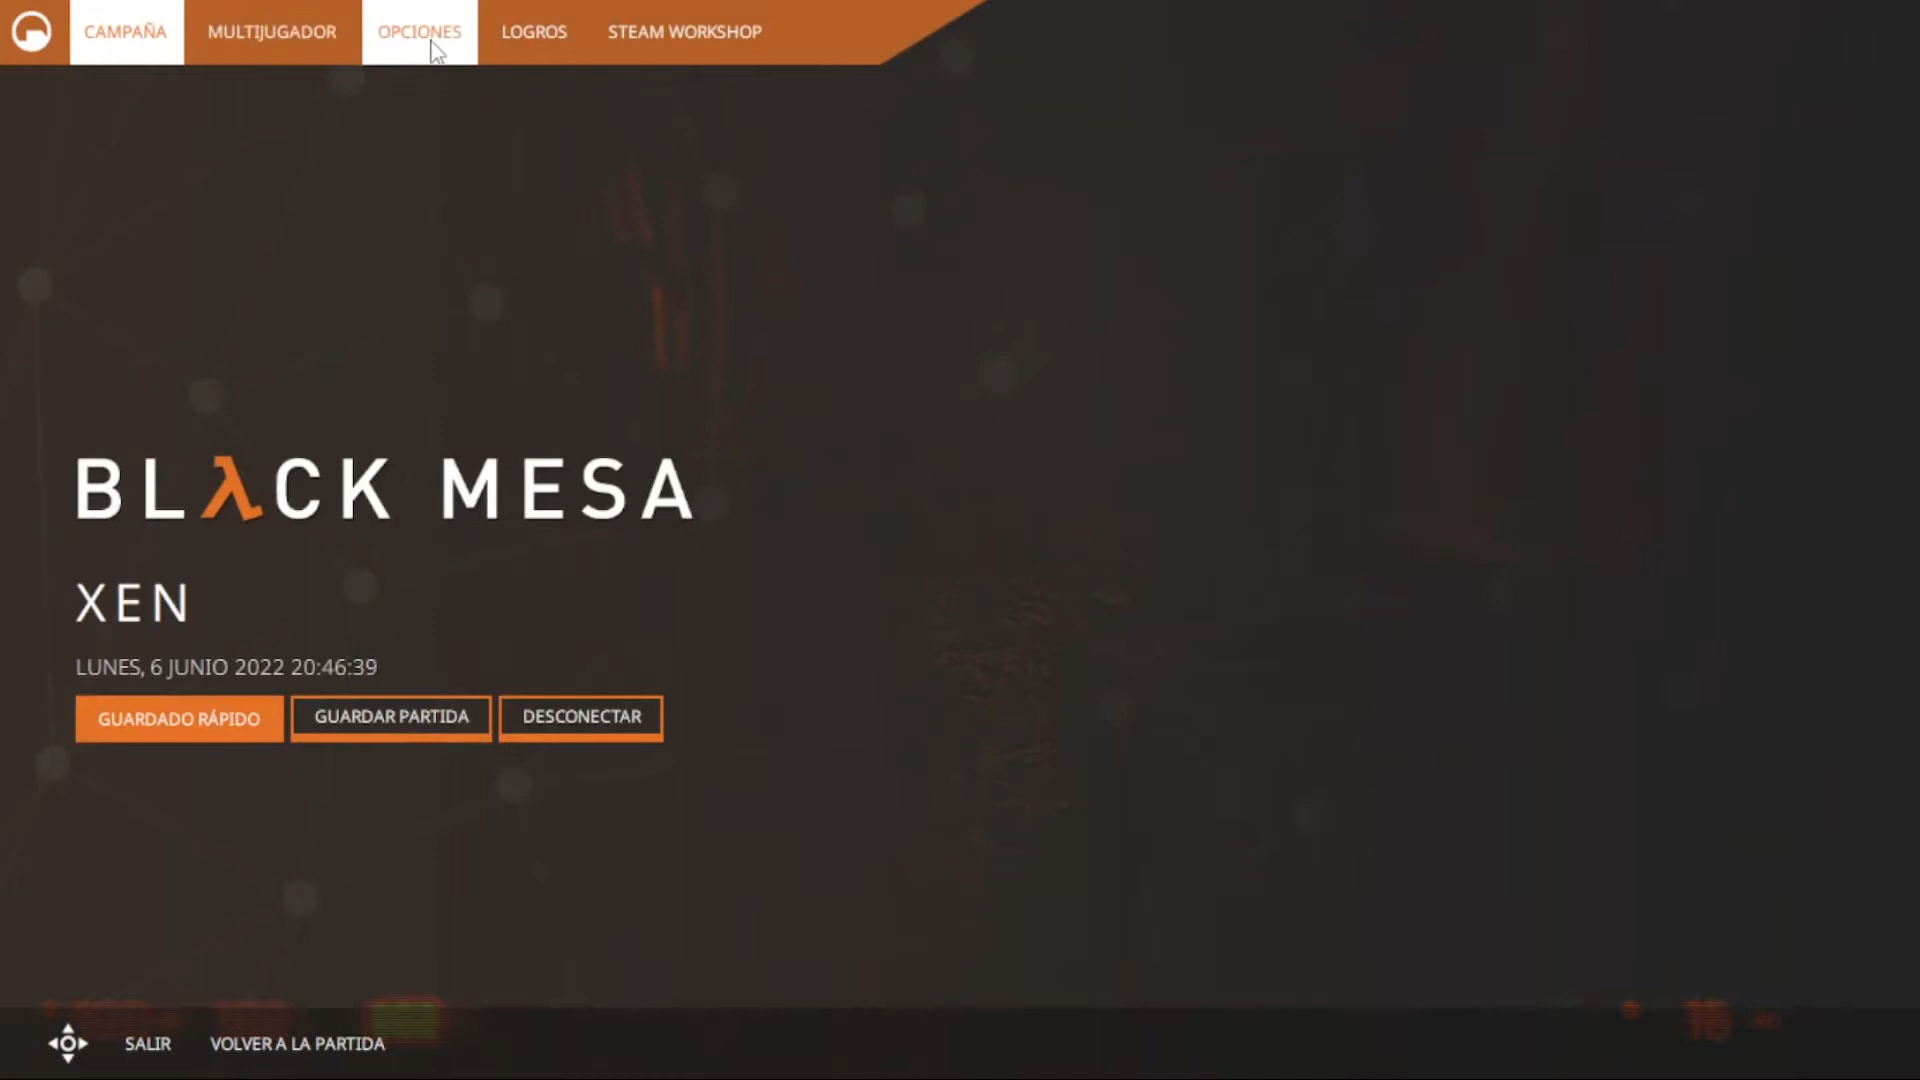 CAMPAÑA MULTIJUGADOR OPCIONES LOGROS STEAM WORKSHOP
BLλCK MESA
XEN
LUNES, 6 JUNIO 2022 20:46:39
GUARDADO RÁPIDO GUARDAR PARTIDA DESCONECTAR
SALIR VOLVER A LA PARTIDA